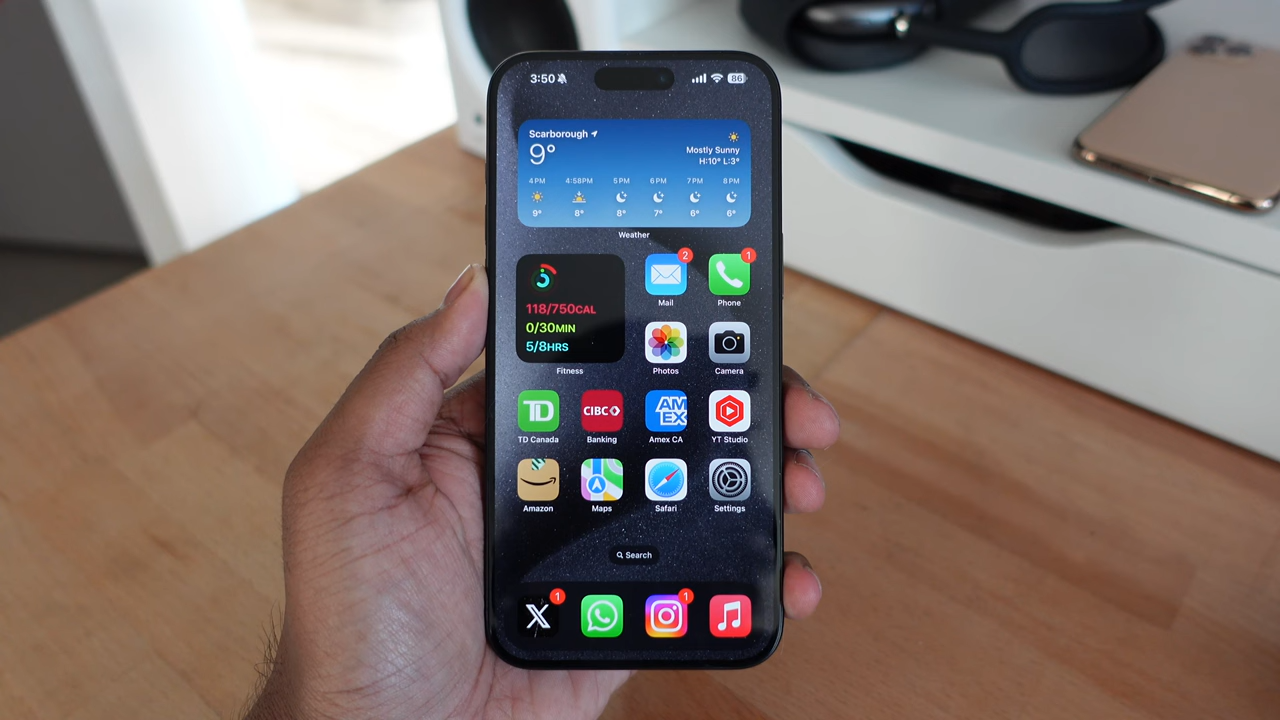 3:50
86
Scarborough
9°
Mostly Sunny
H:10° L:3°
4PM 4:58PM 5PM 6PM 7PM 8PM
9° 8° 8° 7° 6° 6°
Weather
118/750CAL
0/30MIN
5/8HRS
Fitness
2
Mail
1
Phone
Photos
Camera
TD
TD Canada
CIBC
Banking
AM
EX
Amex CA
YT Studio
Amazon
Maps
Safari
Settings
Search
X
1
1